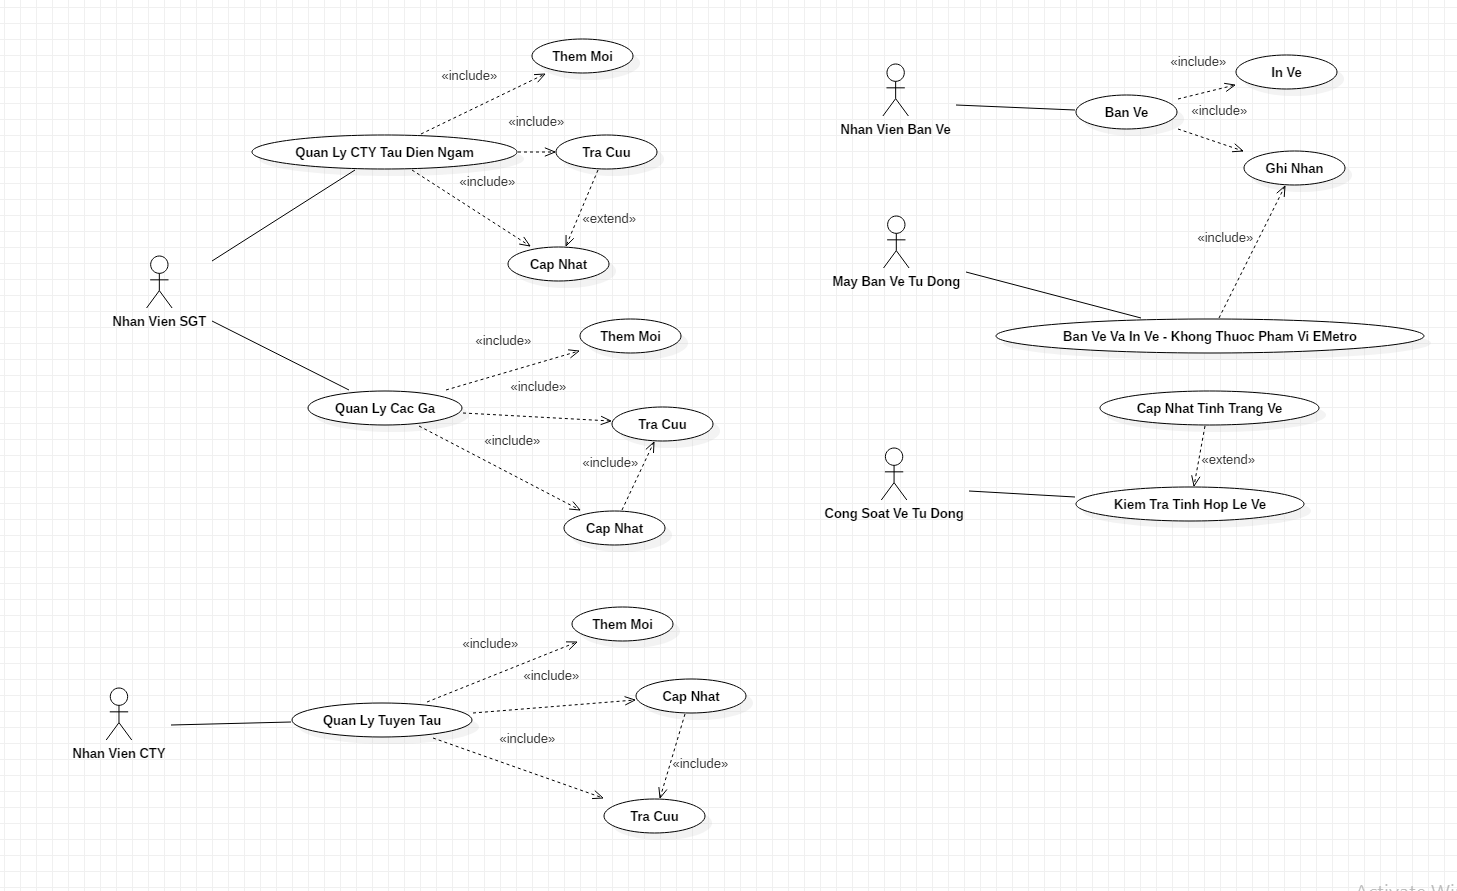 Them Moi
«include»
«include»
Quan Ly CTY Tau Dien Ngam
Tra Cuu
«include»
«extend»
Cap Nhat
Nhan Vien SGT
Them Moi
«include»
«include»
Quan Ly Cac Ga
Tra Cuu
«include»
«include»
Cap Nhat
Them Moi
«include»
«include»
Cap Nhat
Quan Ly Tuyen Tau
«include»
Nhan Vien CTY
«include»
Tra Cuu
«include»
In Ve
Ban Ve
«include»
Nhan Vien Ban Ve
Ghi Nhan
«include»
May Ban Ve Tu Dong
Ban Ve Va In Ve - Khong Thuoc Pham Vi EMetro
Cap Nhat Tinh Trang Ve
«extend»
Kiem Tra Tinh Hop Le Ve
Cong Soat Ve Tu Dong